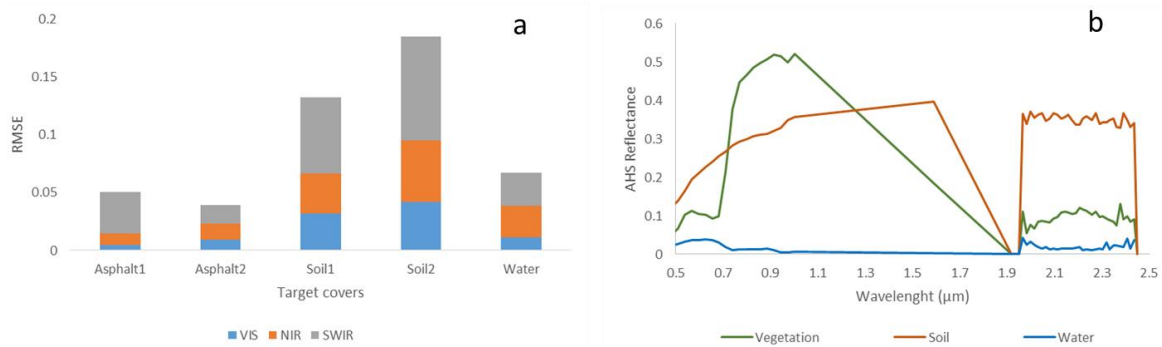 a
0.2
0.15
0.1
0.05
0
RMSE
Asphalt1 Asphalt2 Soil1 Soil2 Water
Target covers
VIS NIR SWIR
b
0.6
0.5
0.4
0.3
0.2
0.1
0
AHS Reflectance
0.5 0.7 0.9 1.1 1.3 1.5 1.7 1.9 2.1 2.3 2.5
Wavelenght (μm)
Vegetation Soil Water